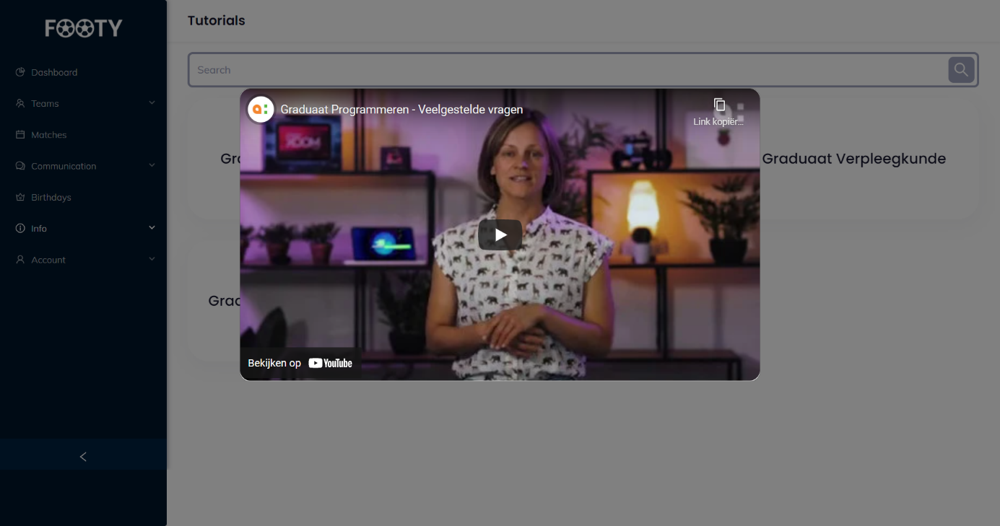 FOOTY
Dashboard
Teams
Matches
Communication
Birthdays
Info
Account
Tutorials
Search
Graduaat Programmeren - Veelgestelde vragen
Link kopiër...
Gr
Graduaat Verpleegkunde
Grad
Bekijken op YouTube